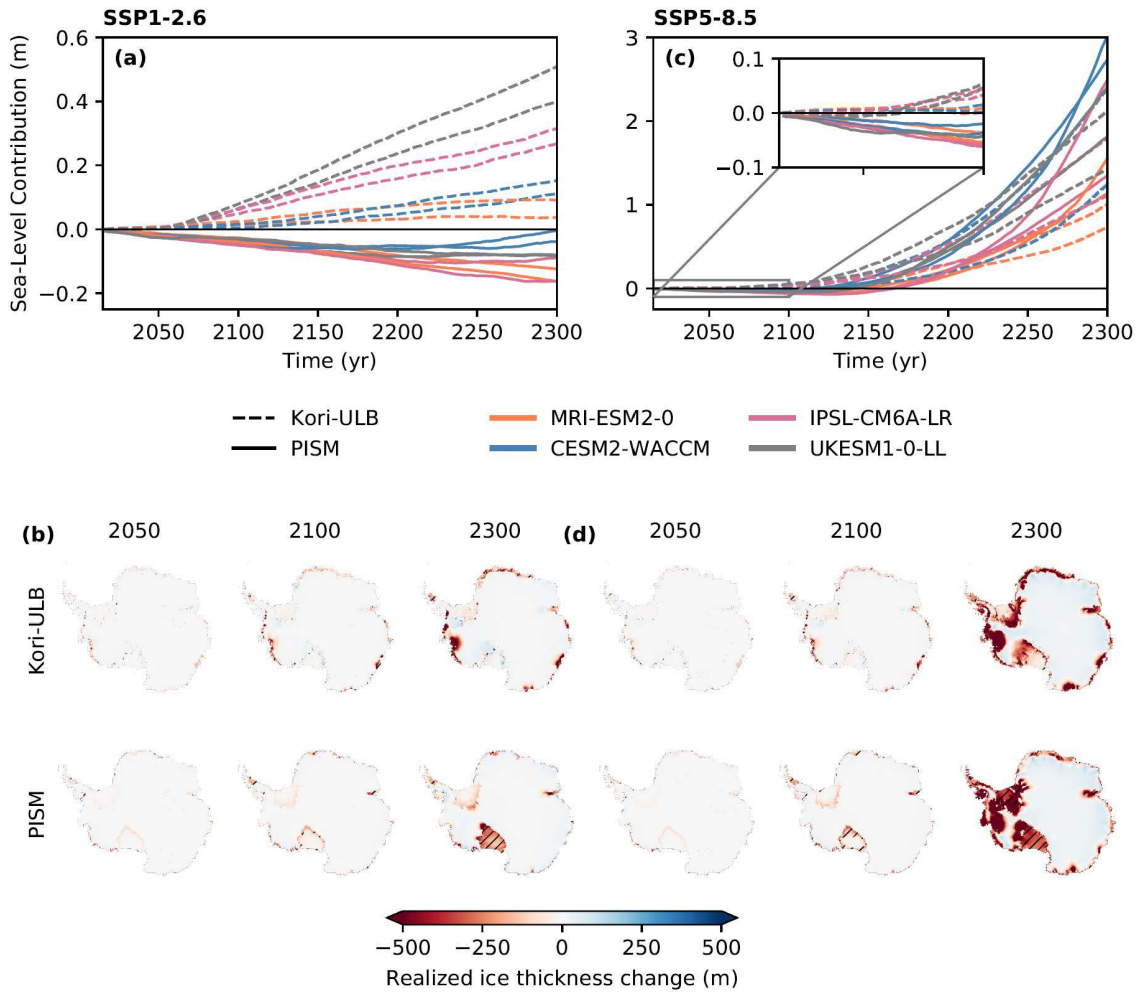 SSP1-2.6
SSP5-8.5
Sea-Level Contribution (m)
(a)
0.6
0.4
0.2
0.0
−0.2
2050 2100 2150 2200 2250 2300
Time (yr)
(c)
3
2
1
0
0.1
0.0
−0.1
2050 2100 2150 2200 2250 2300
Time (yr)
Kori-ULB MRI-ESM2-0 IPSL-CM6A-LR
PISM CESM2-WACCM UKESM1-0-LL
(b) 2050 2100 2300 (d) 2050 2100 2300
Kori-ULB
PISM
−500 −250 0 250 500
Realized ice thickness change (m)